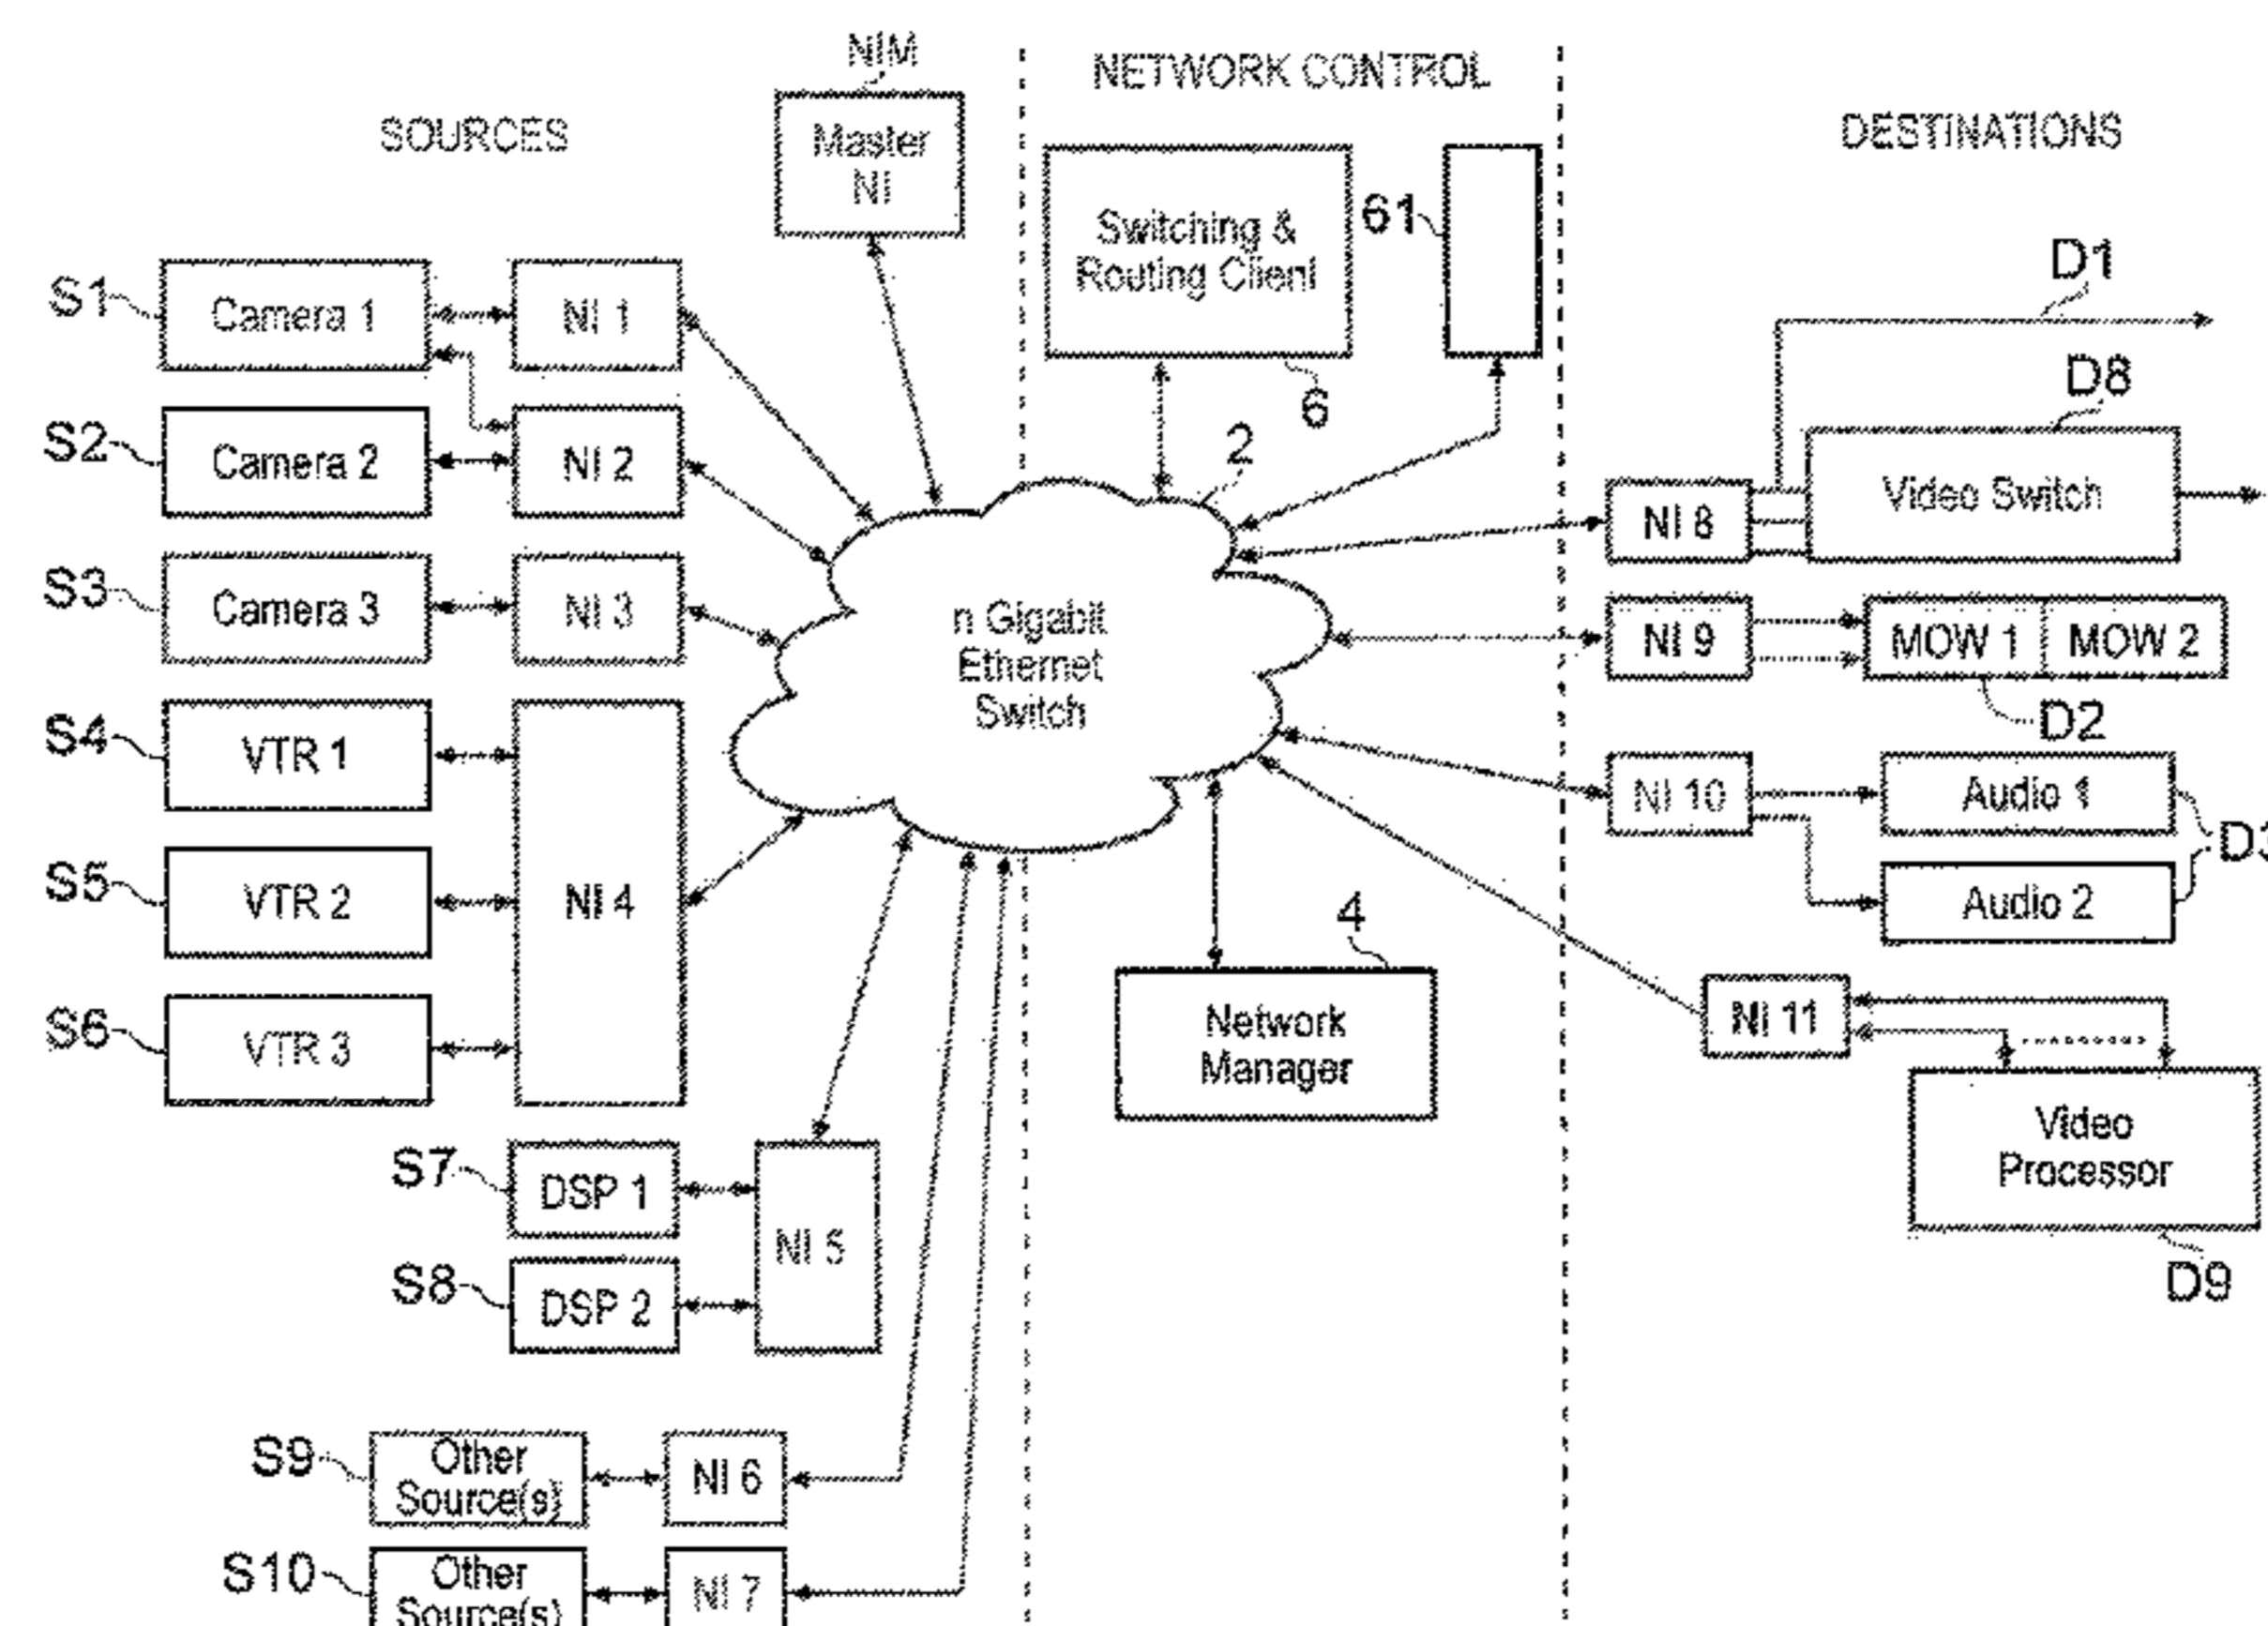 NIM
NETWORK CONTROL
SOURCES
DESTINATIONS
Master
NI
Switching &
Routing Client
61
6
S1
Camera 1
NI 1
D1
D8
S2
Camera 2
NI 2
2
Video Switch
NI 8
S3
Camera 3
NI 3
n Gigabit
Ethernet
Switch
NI 9
MOW 1
MOW 2
D2
S4
VTR 1
NI 10
Audio 1
S5
VTR 2
NI 4
Audio 2
4
S6
VTR 3
Network
Manager
NI 11
Video
Processor
D9
S7
DSP 1
NI 5
S8
DSP 2
S9
Other
Source(s)
NI 6
S10
Other
Source(s)
NI 7